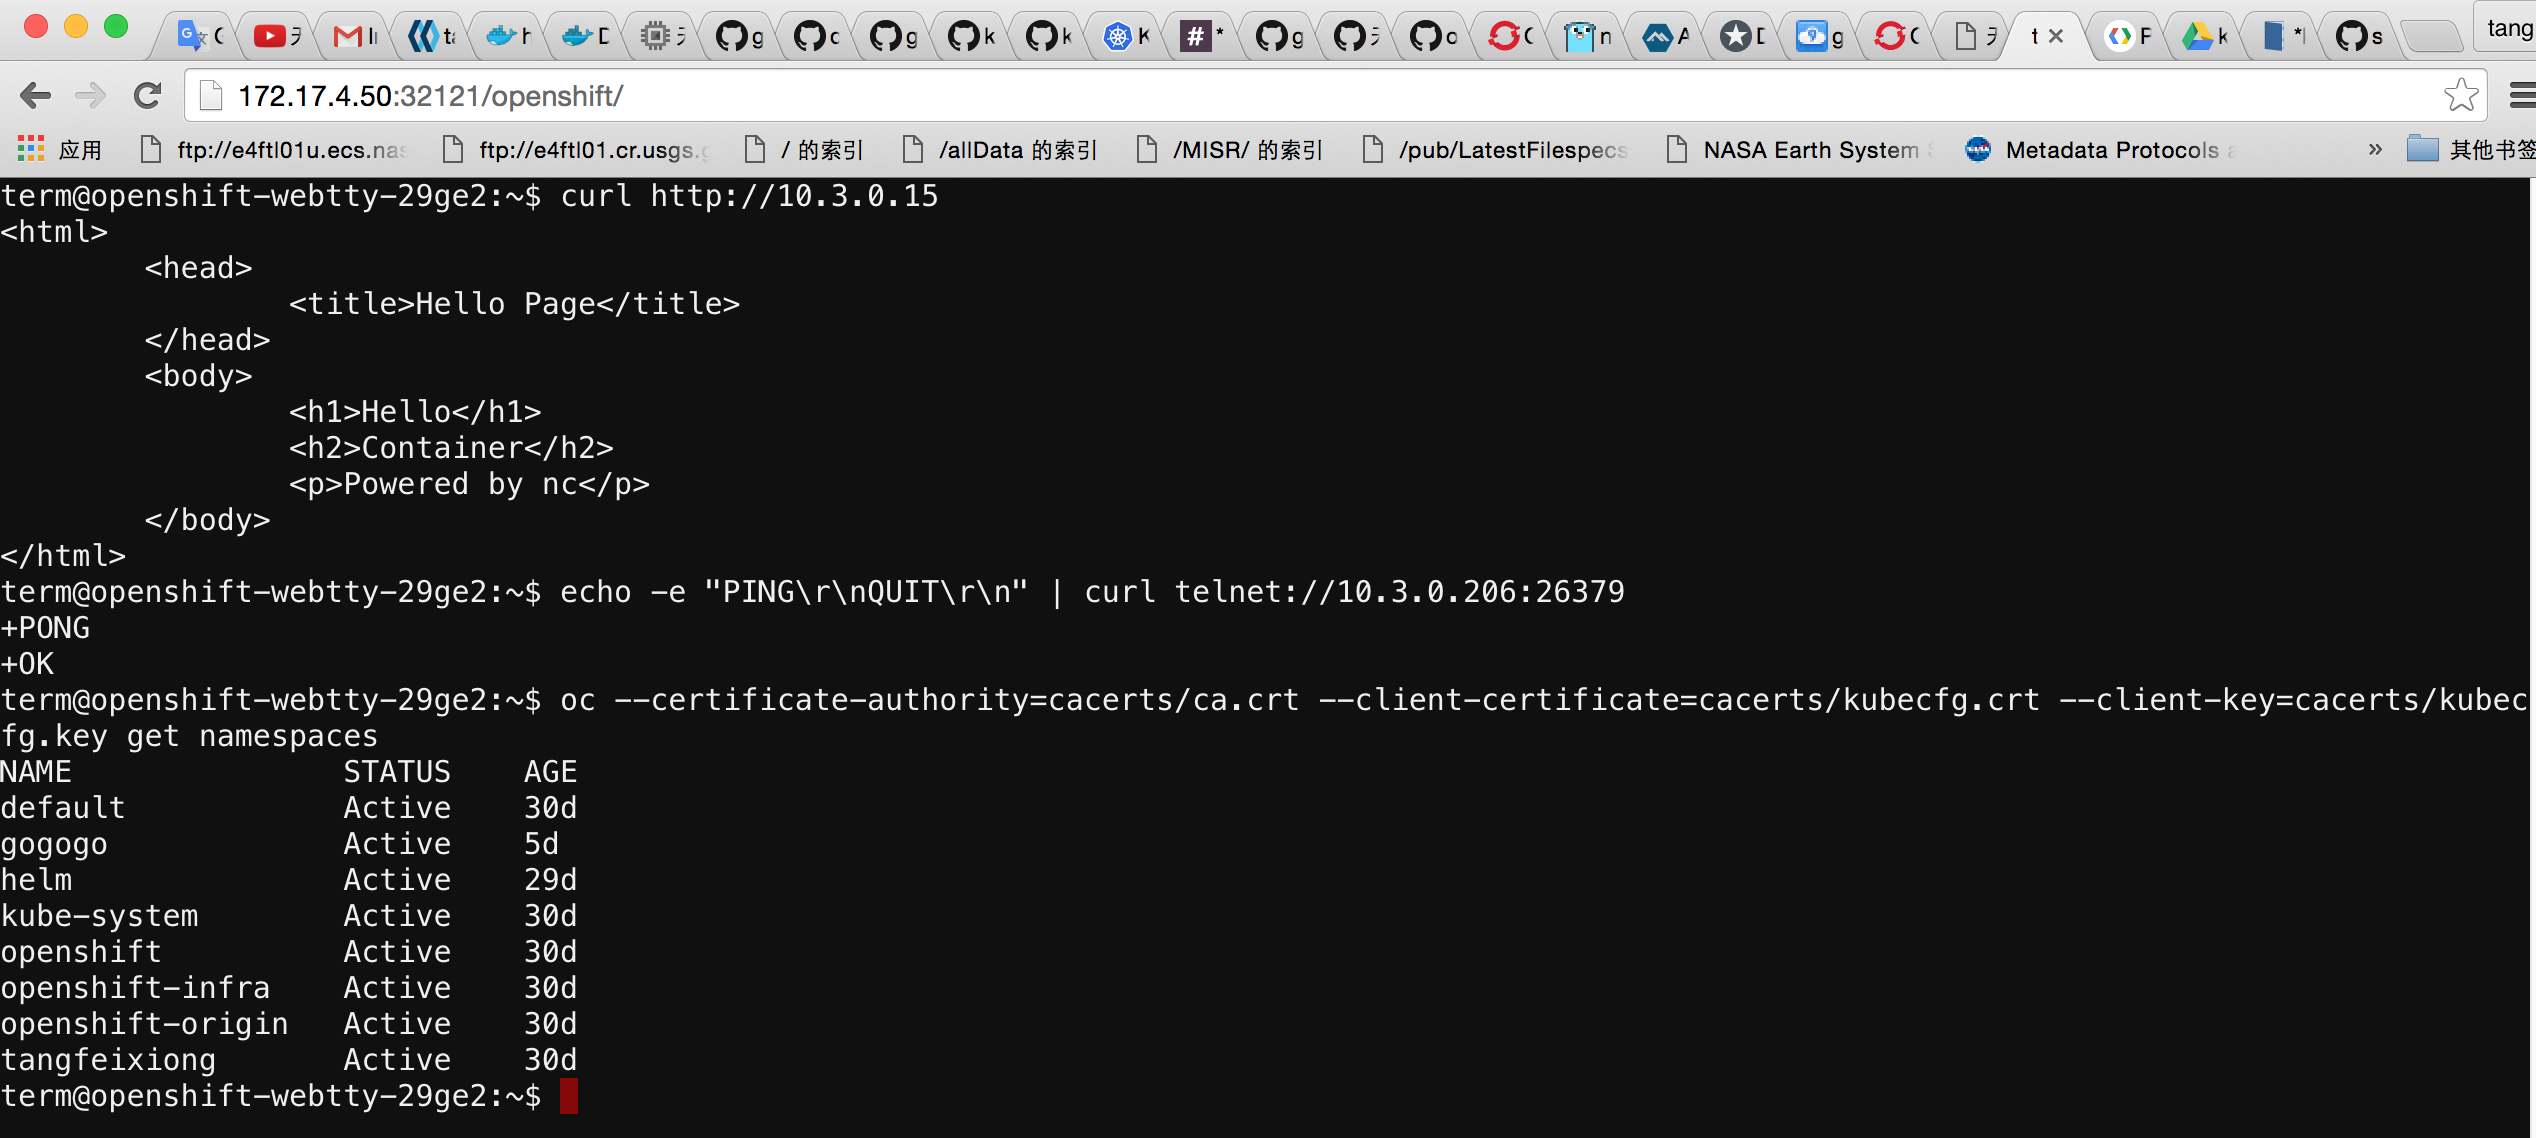 tang
172.17.4.50:32121/openshift/
应用 ftp://e4ftl01u.ecs.nas ftp://e4ftl01.cr.usgs.g / 的索引 /allData 的索引 /MISR/ 的索引 /pub/LatestFilespecs NASA Earth System Metadata Protocols a » 其他书签
term@openshift-webtty-29ge2:~$ curl http://10.3.0.15
<html>
<head>
<title>Hello Page</title>
</head>
<body>
<h1>Hello</h1>
<h2>Container</h2>
<p>Powered by nc</p>
</body>
</html>
term@openshift-webtty-29ge2:~$ echo -e "PING\r\nQUIT\r\n" | curl telnet://10.3.0.206:26379
+PONG
+OK
term@openshift-webtty-29ge2:~$ oc --certificate-authority=cacerts/ca.crt --client-certificate=cacerts/kubecfg.crt --client-key=cacerts/kubec
fg.key get namespaces
NAME STATUS AGE
default Active 30d
gogogo Active 5d
helm Active 29d
kube-system Active 30d
openshift Active 30d
openshift-infra Active 30d
openshift-origin Active 30d
tangfeixiong Active 30d
term@openshift-webtty-29ge2:~$